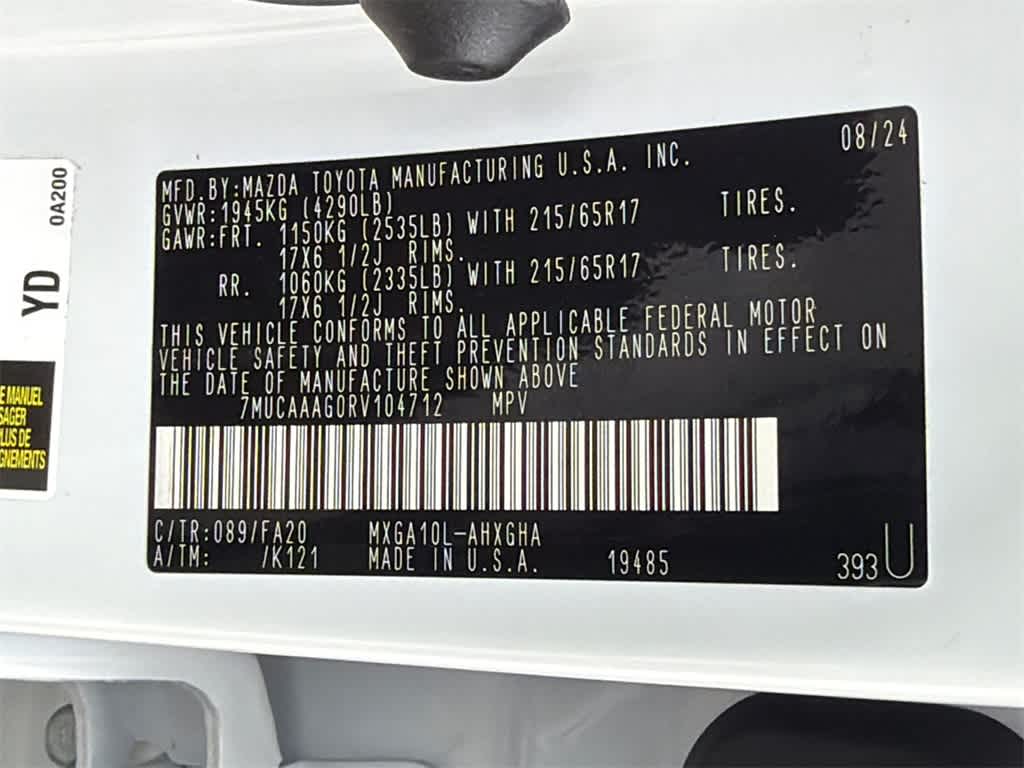 MFD.BY:MAZDA TOYOTA MANUFACTURING U.S.A. INC. 08/24
GVWR:1945KG (4290LB)
GAWR:FRT. 1150KG (2535LB) WITH 215/65R17 TIRES.
17X6 1/2J RIMS.
RR. 1060KG (2335LB) WITH 215/65R17 TIRES.
17X6 1/2J RIMS.
THIS VEHICLE CONFORMS TO ALL APPLICABLE FEDERAL MOTOR
VEHICLE SAFETY AND THEFT PREVENTION STANDARDS IN EFFECT ON
THE DATE OF MANUFACTURE SHOWN ABOVE
7MUCAAAG0RV104712 MPV
C/TR:089/FA20 MXGA10L-AHXGHA
A/TM: /K121 MADE IN U.S.A. 19485 393 U
0A200
YD
E MANUEL
SAGER
PLUS DE
GNEMENTS